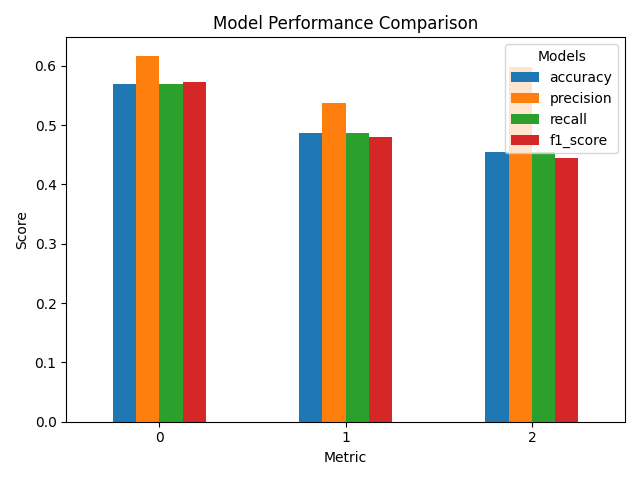 Model Performance Comparison
Score
0.6
0.5
0.4
0.3
0.2
0.1
0.0
Models
accuracy
precision
recall
f1_score
0
1
2
Metric